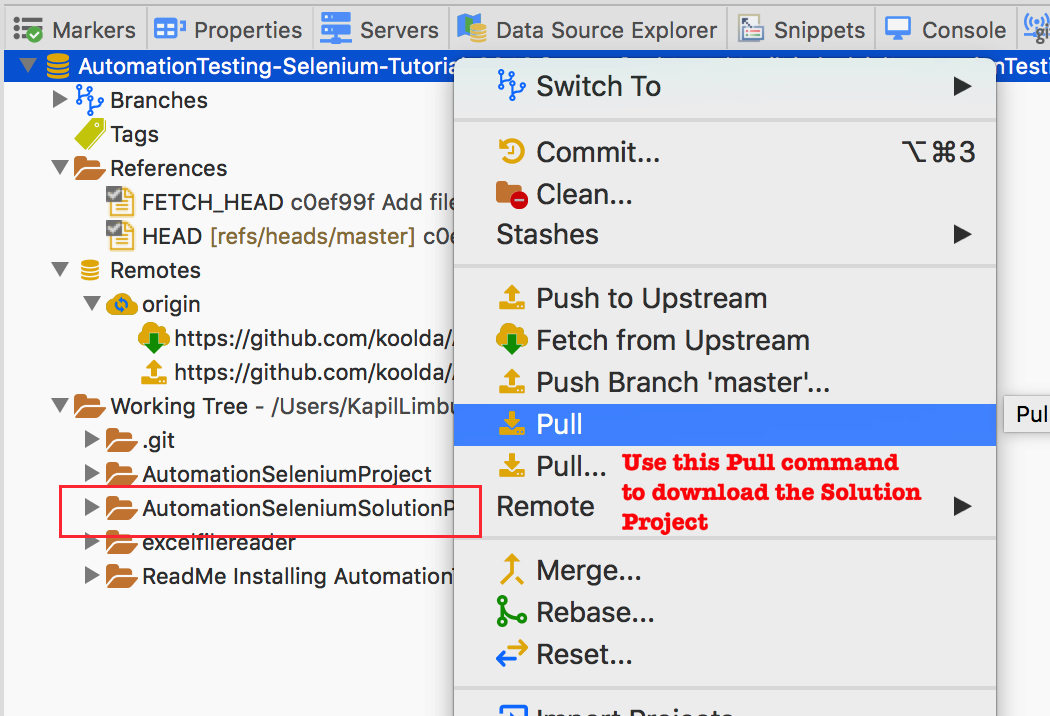 Markers Properties Servers Data Source Explorer Snippets Console
AutomationTesting-Selenium-Tutorial
Switch To
Branches
Tags
Commit... ⌥⌘3
References
Clean...
FETCH_HEAD c0ef99f Add file
HEAD [refs/heads/master] c0e
Stashes
Remotes
origin
Push to Upstream
https://github.com/koolda/
Fetch from Upstream
https://github.com/koolda/
Push Branch 'master'...
Working Tree - /Users/KapilLimbu
Pull
Pul
.git
Pull...
AutomationSeleniumProject
Use this Pull command
to download the Solution
Project
AutomationSeleniumSolutionP
Remote
excelfilereader
Merge...
ReadMe Installing Automation
Rebase...
Reset...
Import Projects